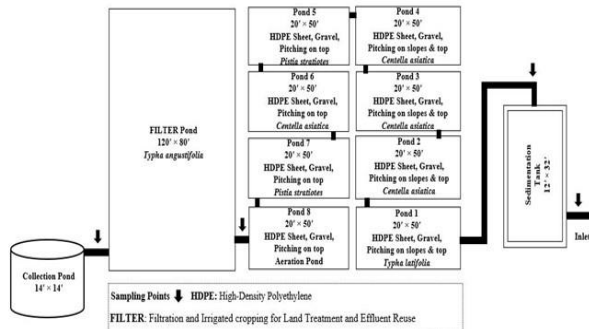 Pond 5
20' × 50'
HDPE Sheet, Gravel,
Pitching on top
Pistia stratiotes
Pond 4
20' × 50'
HDPE Sheet, Gravel,
Pitching on slopes & top
Centella asiatica
Pond 6
20' × 50'
HDPE Sheet, Gravel,
Pitching on top
Centella asiatica
Pond 3
20' × 50'
HDPE Sheet, Gravel,
Pitching on slopes & top
Centella asiatica
FILTER Pond
120' × 80'
Typha angustifolia
Pond 7
20' × 50'
HDPE Sheet, Gravel,
Pitching on top
Pistia stratiotes
Pond 2
20' × 50'
HDPE Sheet, Gravel,
Pitching on slopes & top
Centella asiatica
Pond 8
20' × 50'
HDPE Sheet, Gravel,
Pitching on top
Aeration Pond
Pond 1
20' × 50'
HDPE Sheet, Gravel,
Pitching on slopes & top
Typha latifolia
Sedimentation
Tank
12' × 32'
Inlet
Collection Pond
14' × 14'
Sampling Points HDPE: High-Density Polyethylene
FILTER: Filtration and Irrigated cropping for Land Treatment and Effluent Reuse